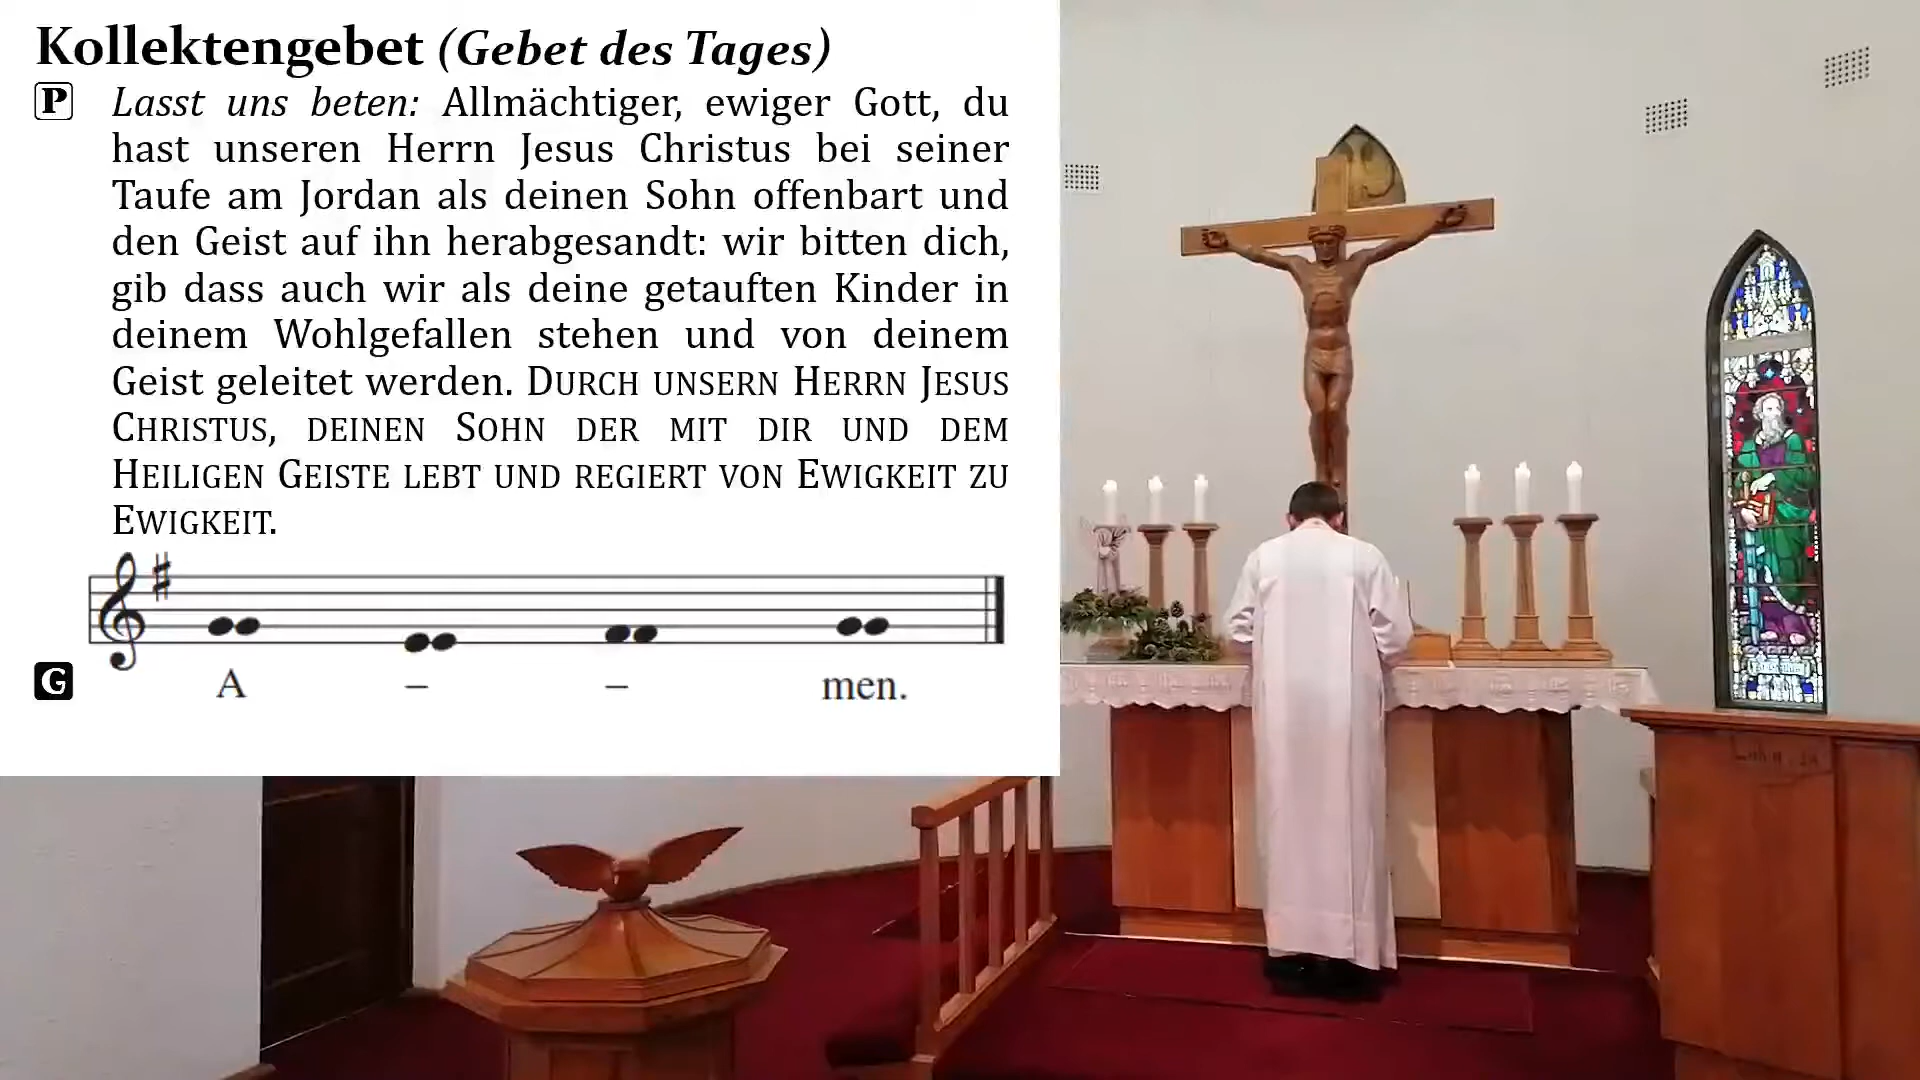 Kollektengebet (Gebet des Tages)
P Lasst uns beten: Allmächtiger, ewiger Gott, du
hast unseren Herrn Jesus Christus bei seiner
Taufe am Jordan als deinen Sohn offenbart und
den Geist auf ihn herabgesandt: wir bitten dich,
gib dass auch wir als deine getauften Kinder in
deinem Wohlgefallen stehen und von deinem
Geist geleitet werden. DURCH UNSERN HERRN JESUS
CHRISTUS, DEINEN SOHN DER MIT DIR UND DEM
HEILIGEN GEISTE LEBT UND REGIERT VON EWIGKEIT ZU
EWIGKEIT.
G A – – men.